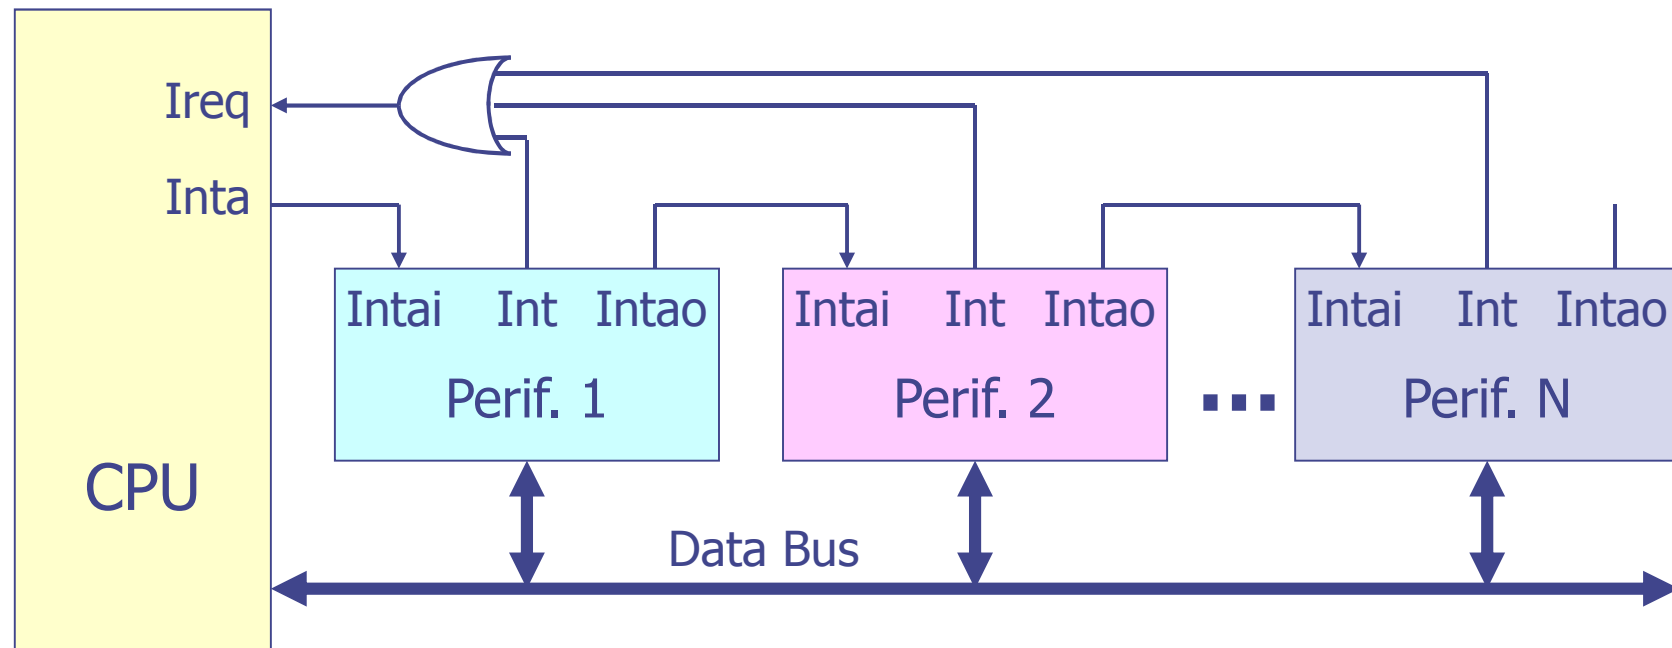 Ireq
Inta
CPU
Intai Int Intao
Perif. 1
Intai Int Intao
Perif. 2
...
Intai Int Intao
Perif. N
Data Bus